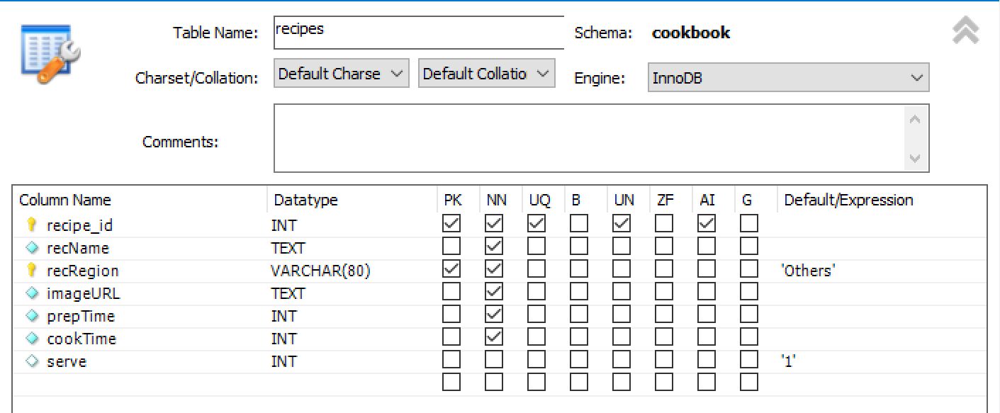 Table Name: recipes Schema: cookbook
Charset/Collation: Default Charse Default Collatio Engine: InnoDB
Comments:
Column Name Datatype PK NN UQ B UN ZF AI G Default/Expression
recipe_id INT
recName TEXT
recRegion VARCHAR(80) 'Others'
imageURL TEXT
prepTime INT
cookTime INT
serve INT '1'